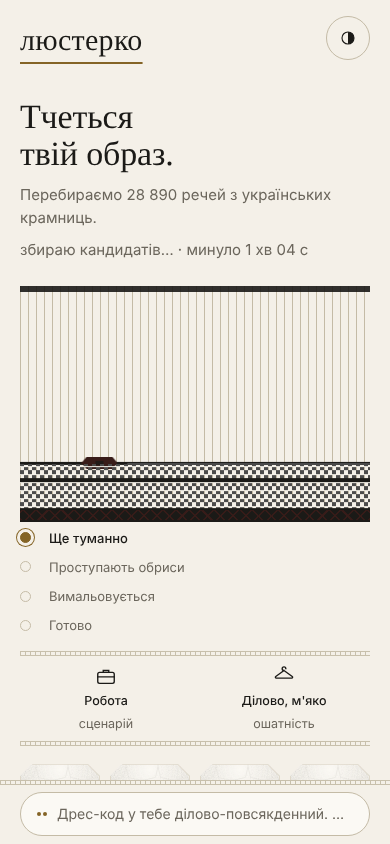 люстерко
Тчеться
твій образ.
Перебираємо 28 890 речей з українських
крамниць.
збираю кандидатів... · минуло 1 хв 04 с
Ще туманно
Проступають обриси
Вимальовується
Готово
Робота
Ділово, м'яко
сценарій
ошатність
Дрес-код у тебе ділово-повсякденний. ...